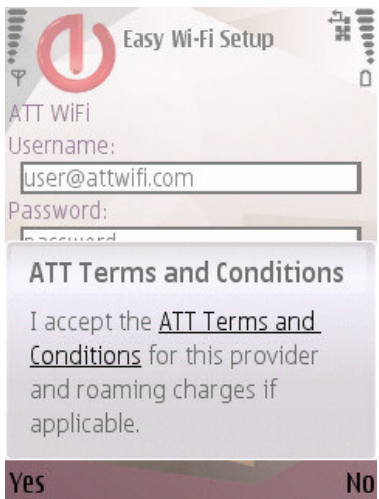 Easy Wi-Fi Setup
ATT WiFi
Username:
user@attwifi.com
Password:
password
ATT Terms and Conditions
I accept the ATT Terms and
Conditions for this provider
and roaming charges if
applicable.
Yes No